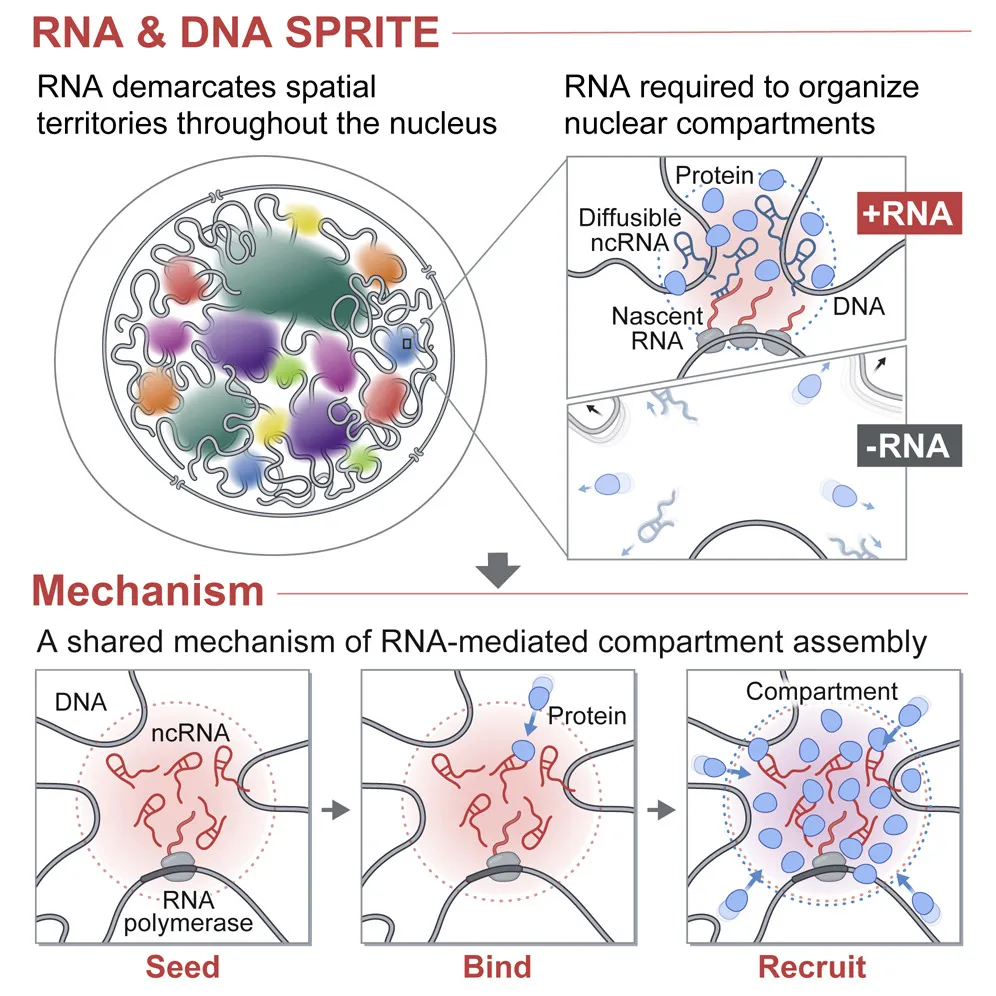 RNA & DNA SPRITE
RNA demarcates spatial
territories throughout the nucleus
RNA required to organize
nuclear compartments
Protein
Diffusible
ncRNA
+RNA
Nascent
RNA
DNA
-RNA
Mechanism
A shared mechanism of RNA-mediated compartment assembly
DNA
ncRNA
RNA
polymerase
Protein
Compartment
Seed
Bind
Recruit